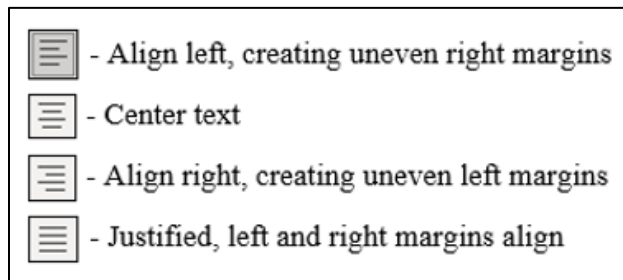 - Align left, creating uneven right margins
- Center text
- Align right, creating uneven left margins
- Justified, left and right margins align